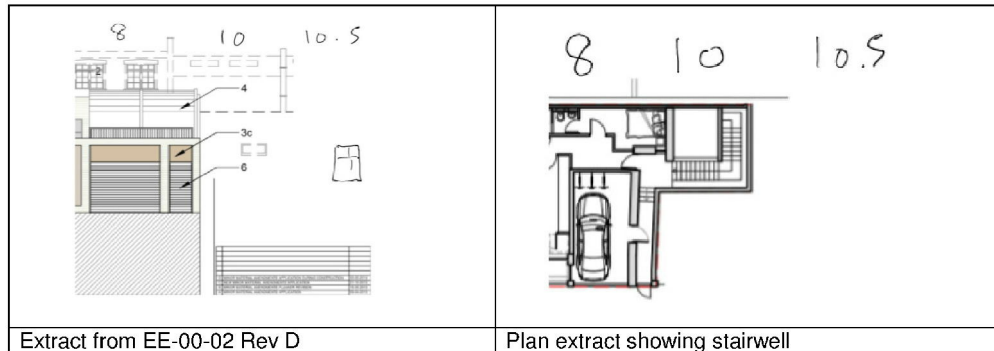 8 10 10.5
2
4
3c
6
8 10 10.5
Extract from EE-00-02 Rev D
Plan extract showing stairwell